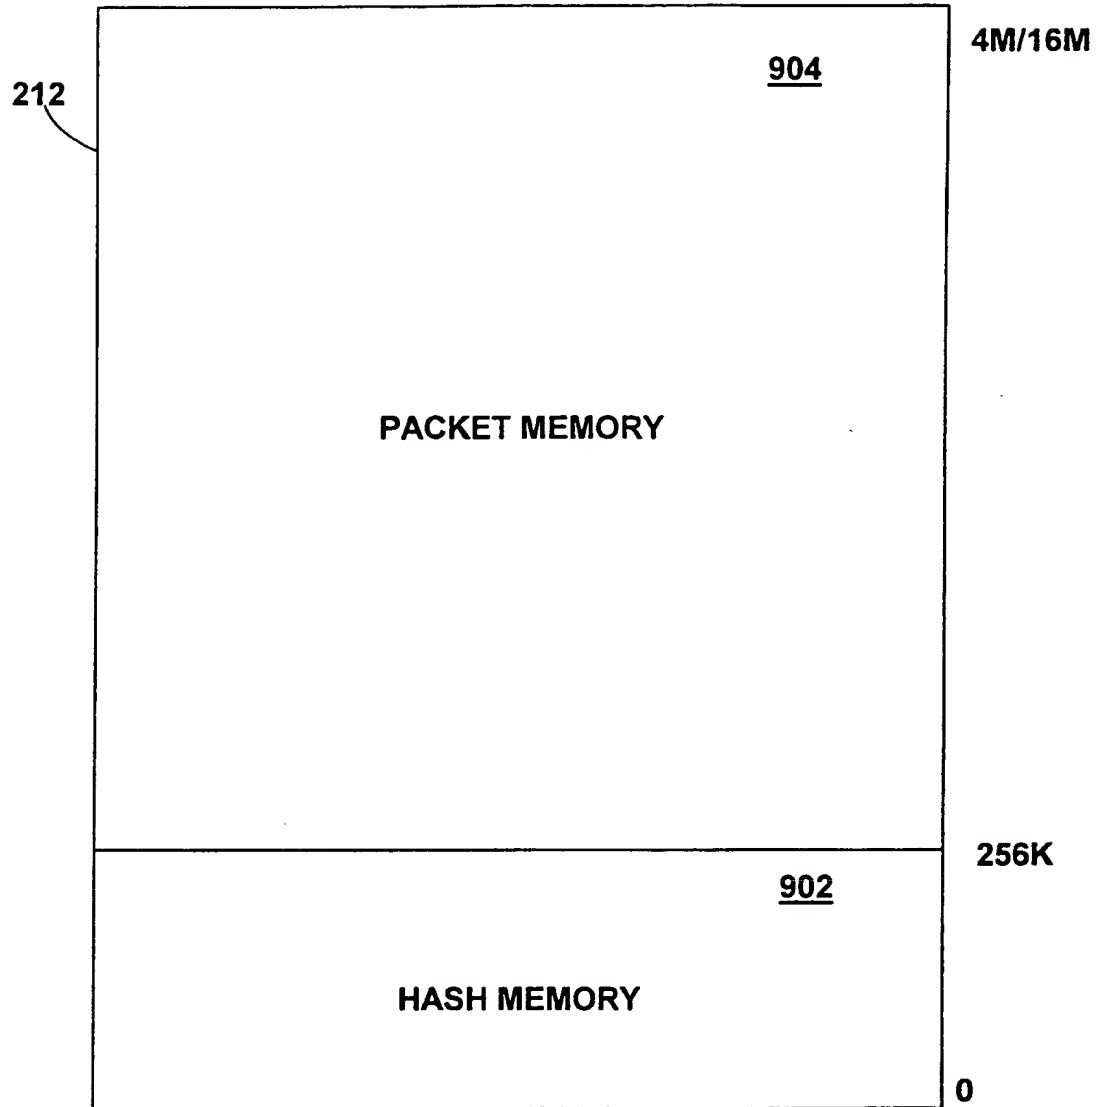 4M/16M
904
212
PACKET MEMORY
256K
902
HASH MEMORY
0